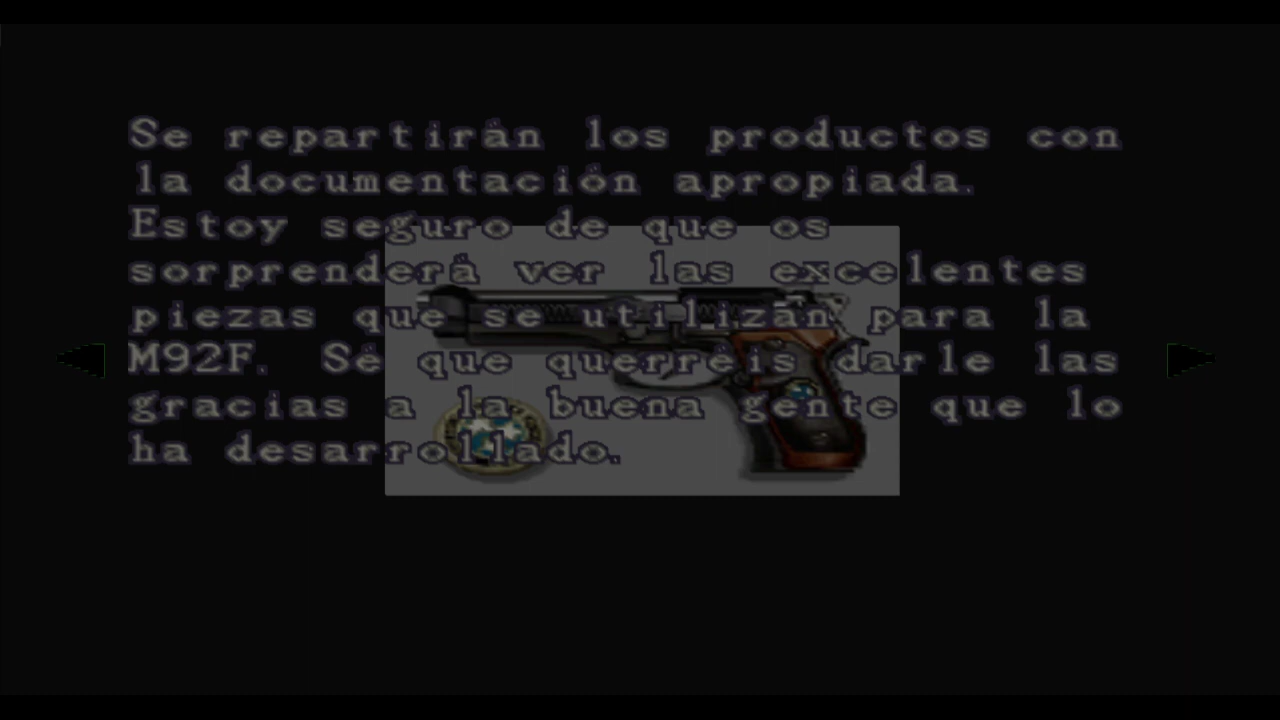 Se repartirán los productos con
la documentación apropiada.
Estoy seguro de que os
sorprenderá ver las excelentes
piezas que se utilizan para la
M92F. Sé que querréis darle las
gracias a la buena gente que lo
ha desarrollado.